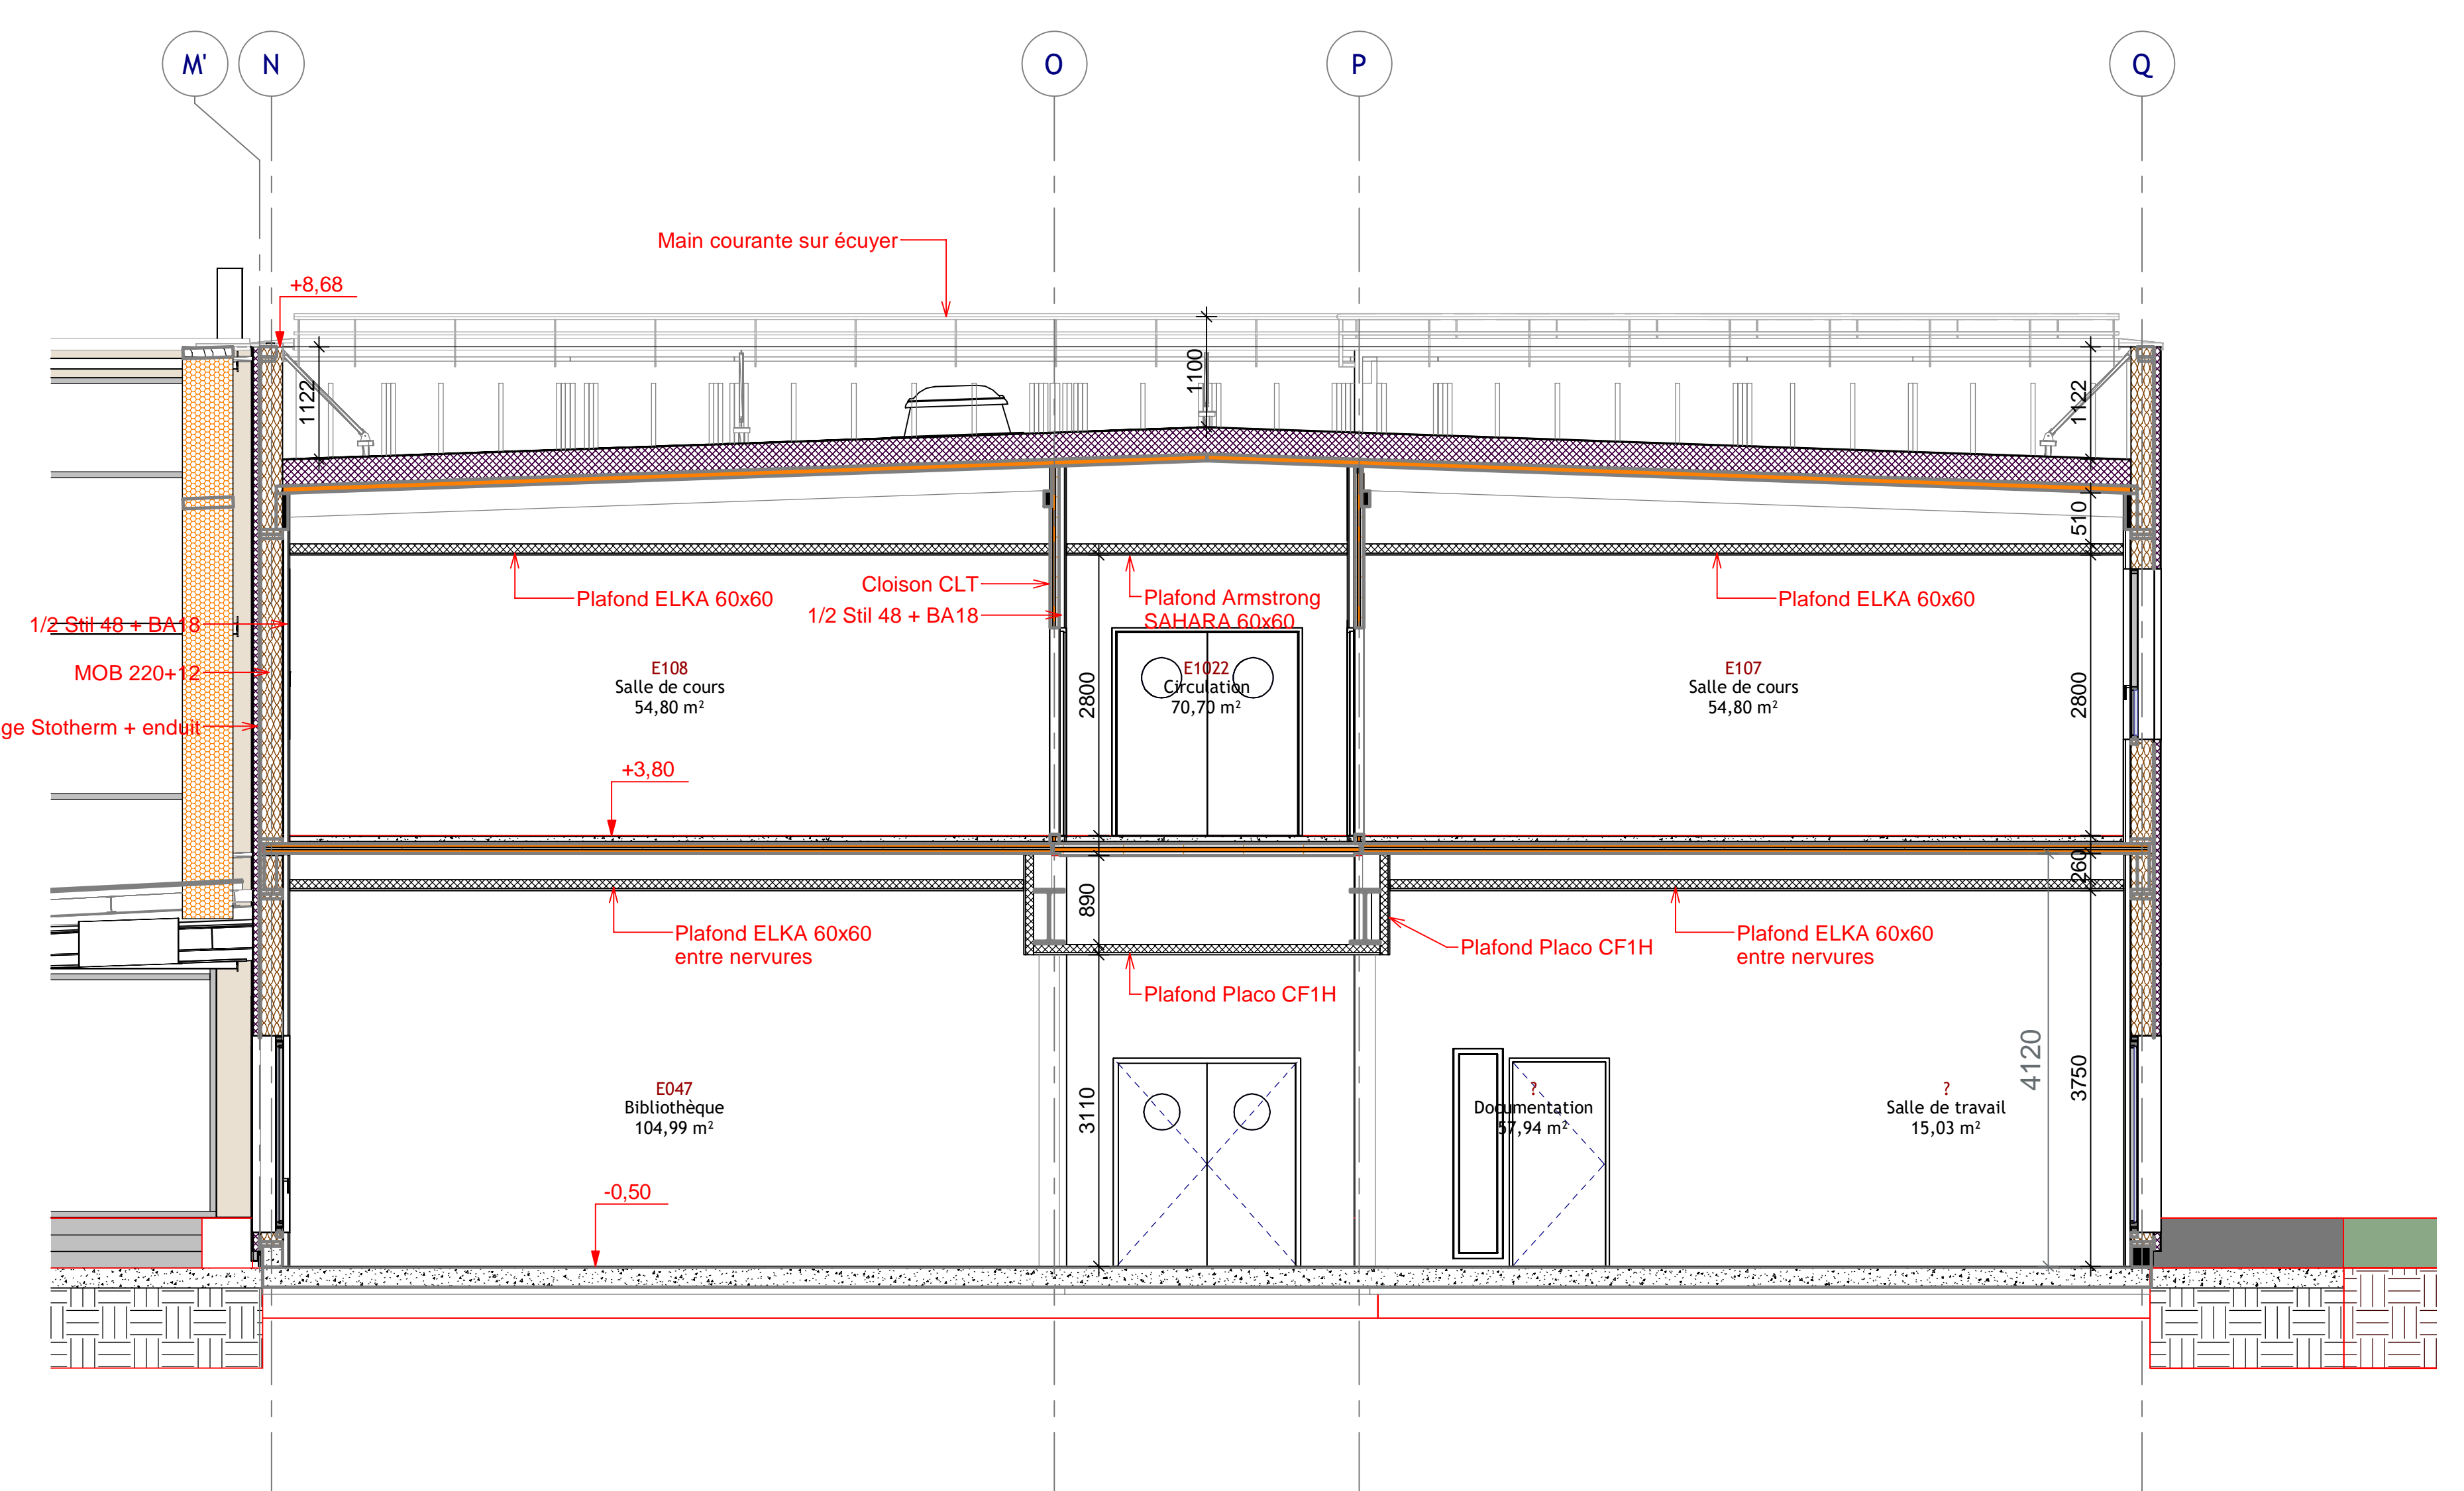 M'
N
O
P
Q
Main courante sur écuyer
+8,68
1122
1100
1122
510
Plafond ELKA 60x60
Cloison CLT
1/2 Stil 48 + BA18
Plafond Armstrong
SAHARA 60x60
Plafond ELKA 60x60
1/2 Stil 48 + BA18
MOB 220+12
ge Stotherm + enduit
E108
Salle de cours
54,80 m²
2800
E1022
Circulation
70,70 m²
E107
Salle de cours
54,80 m²
2800
+3,80
260
890
Plafond ELKA 60x60
entre nervures
Plafond Placo CF1H
Plafond Placo CF1H
Plafond ELKA 60x60
entre nervures
E047
Bibliothèque
104,99 m²
3110
?
Documentation
57,94 m²
?
Salle de travail
15,03 m²
4120
3750
-0,50